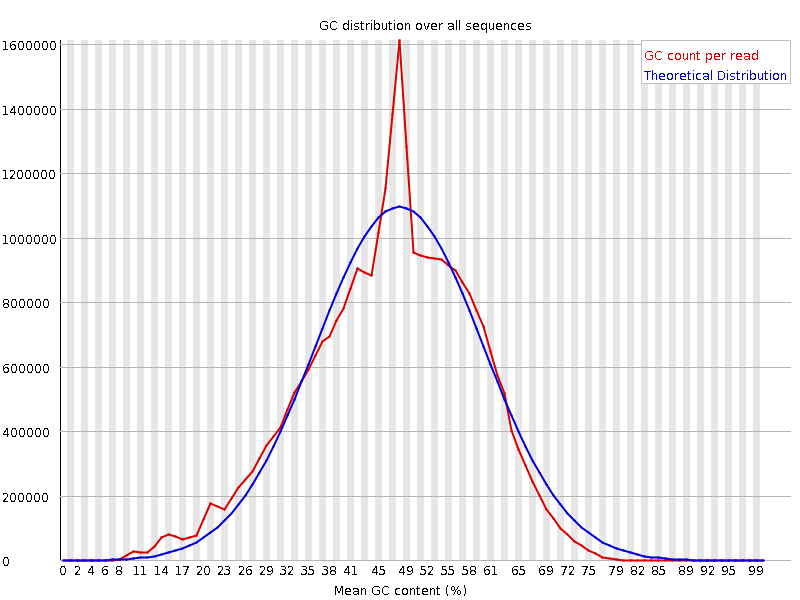 GC distribution over all sequences
GC count per read
Theoretical Distribution
1600000
1400000
1200000
1000000
800000
600000
400000
200000
0
0 2 4 6 8 11 14 17 20 23 26 29 32 35 38 41 45 49 52 55 58 61 65 69 72 75 79 82 85 89 92 95 99
Mean GC content (%)